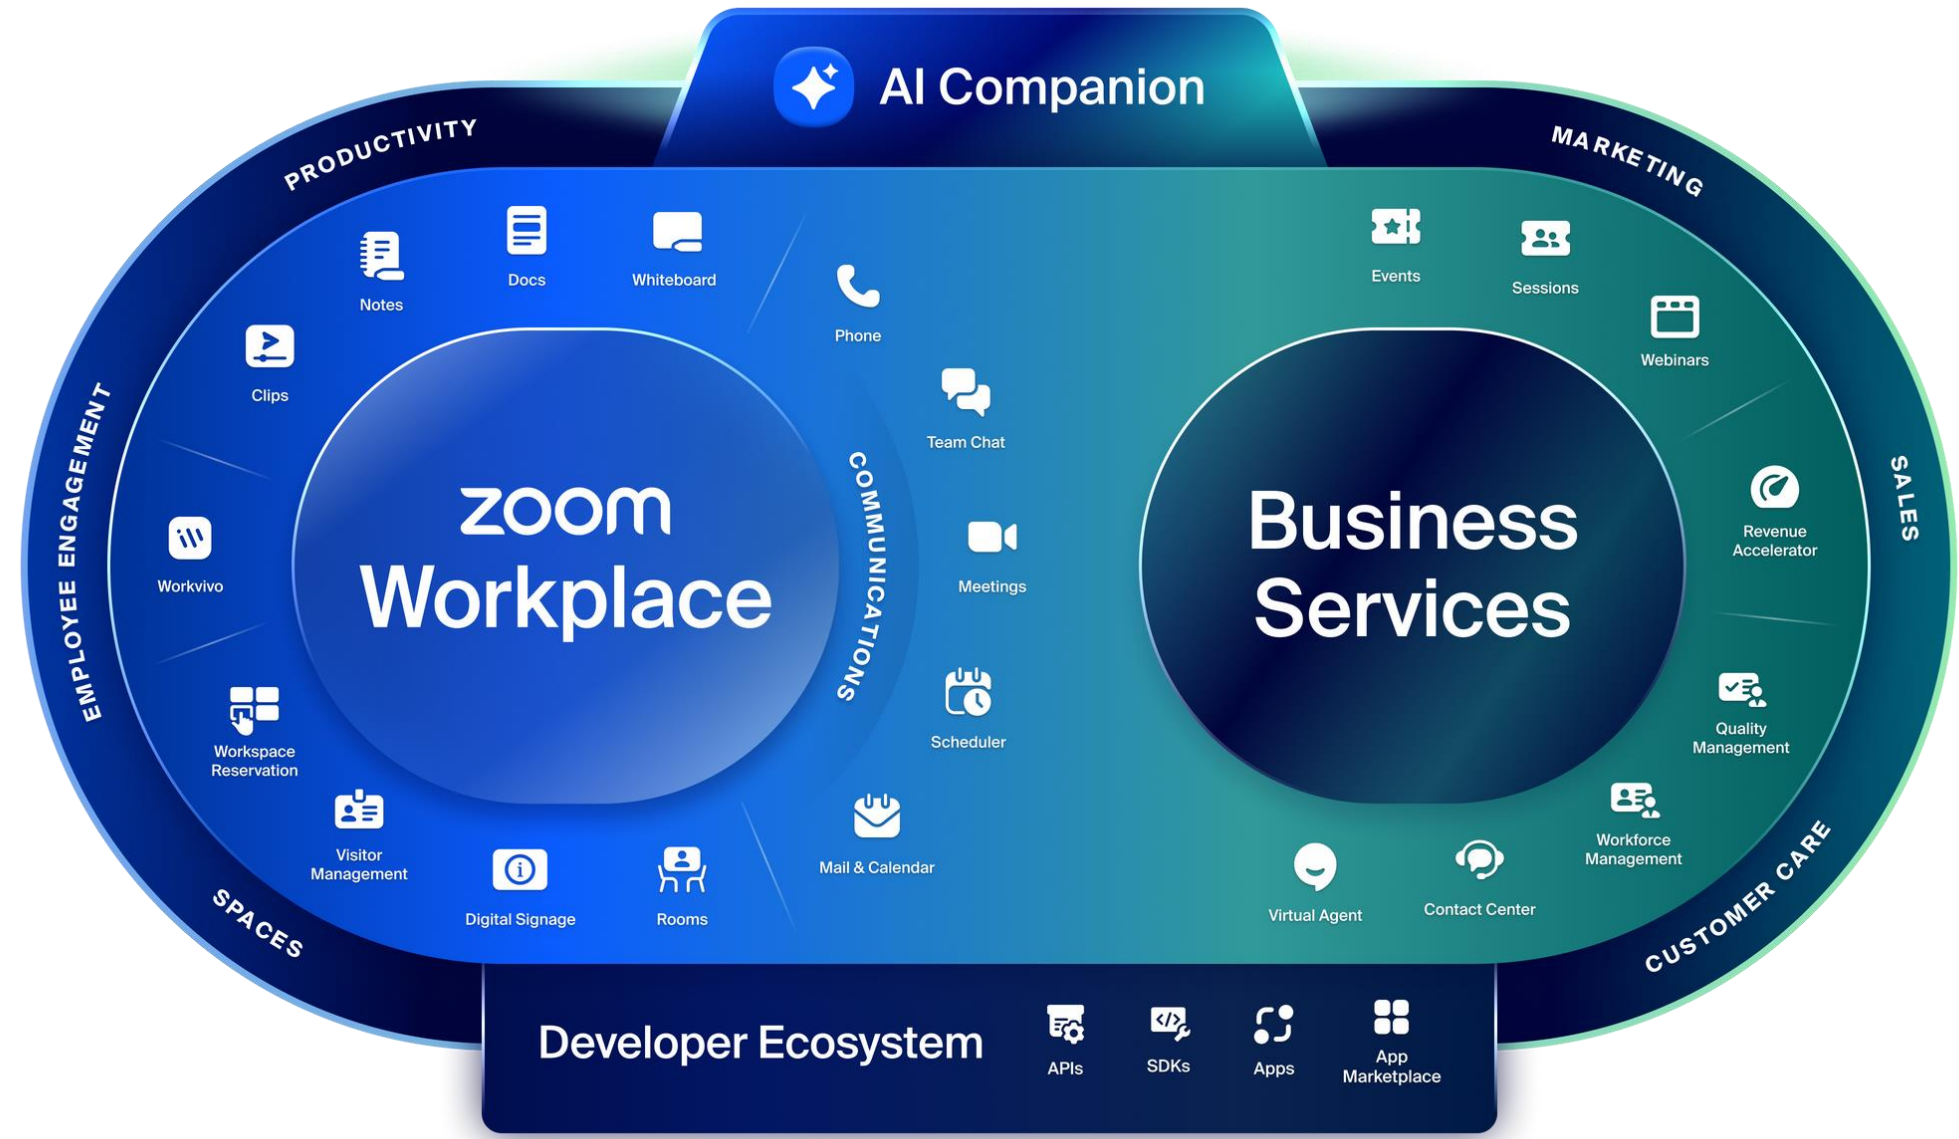 AI Companion
PRODUCTIVITY
MARKETING
EMPLOYEE ENGAGEMENT
SALES
SPACES
CUSTOMER CARE
Notes
Docs
Whiteboard
Clips
Workvivo
Workspace
Reservation
Visitor
Management
Digital Signage
Rooms
zoom
Workplace
COMMUNICATIONS
Phone
Team Chat
Meetings
Scheduler
Mail & Calendar
Business
Services
Events
Sessions
Webinars
Revenue
Accelerator
Quality
Management
Workforce
Management
Contact Center
Virtual Agent
Developer Ecosystem
APIs
SDKs
Apps
App
Marketplace